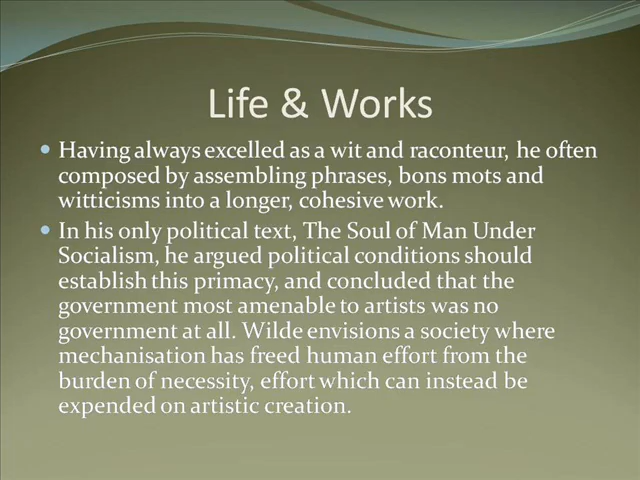 Life & Works
• Having always excelled as a wit and raconteur, he often
composed by assembling phrases, bons mots and
witticisms into a longer, cohesive work.
• In his only political text, The Soul of Man Under
Socialism, he argued political conditions should
establish this primacy, and concluded that the
government most amenable to artists was no
government at all. Wilde envisions a society where
mechanisation has freed human effort from the
burden of necessity, effort which can instead be
expended on artistic creation.